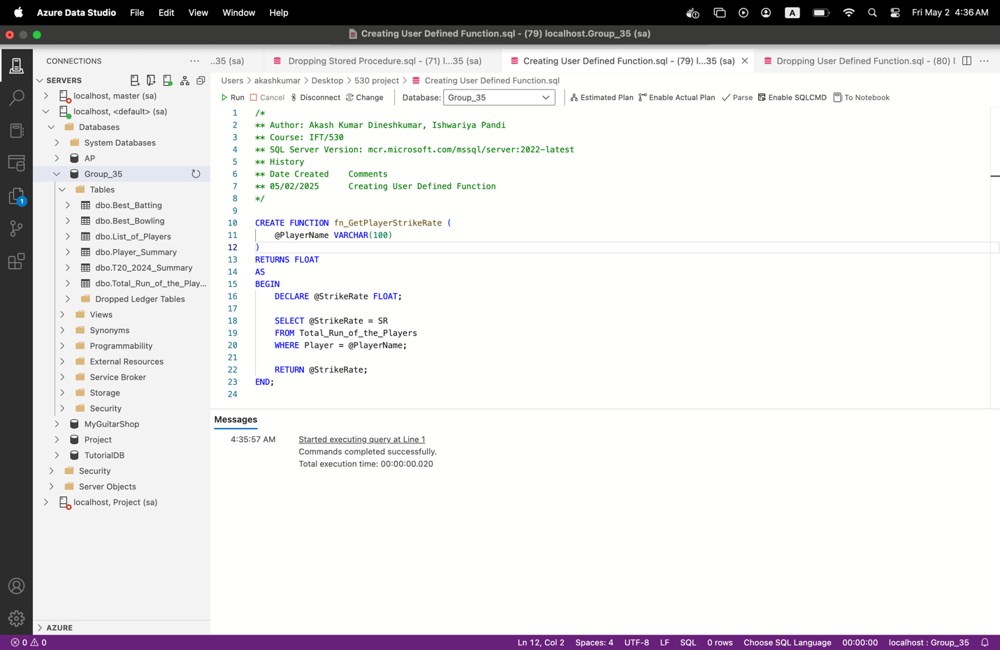 Azure Data Studio File Edit View Window Help A Fri May 2 4:36 AM
Creating User Defined Function.sql - (79) localhost.Group_35 (sa)
CONNECTIONS ···
..35 (sa) Dropping Stored Procedure.sql - (71) l...35 (sa) Creating User Defined Function.sql - (79) l...35 (sa) Dropping User Defined Function.sql - (80) l. ···
SERVERS
localhost, master (sa)
localhost, <default> (sa)
Databases
System Databases
AP
Group_35
Tables
dbo.Best_Batting
dbo.Best_Bowling
dbo.List_of_Players
dbo.Player_Summary
dbo.T20_2024_Summary
dbo.Total_Run_of_the_Play...
Dropped Ledger Tables
Views
Synonyms
Programmability
External Resources
Service Broker
Storage
Security
MyGuitarShop
Project
TutorialDB
Security
Server Objects
localhost, Project (sa)
AZURE
1
Users > akashkumar > Desktop > 530 project > Creating User Defined Function.sql
Run Cancel Disconnect Change Database: Group_35 Estimated Plan Enable Actual Plan Parse Enable SQLCMD To Notebook
1 /*
2 ** Author: Akash Kumar Dineshkumar, Ishwariya Pandi
3 ** Course: IFT/530
4 ** SQL Server Version: mcr.microsoft.com/mssql/server:2022-latest
5 ** History
6 ** Date Created    Comments
7 ** 05/02/2025      Creating User Defined Function
8 */
9
10 CREATE FUNCTION fn_GetPlayerStrikeRate (
11     @PlayerName VARCHAR(100)
12 )
13 RETURNS FLOAT
14 AS
15 BEGIN
16     DECLARE @StrikeRate FLOAT;
17
18     SELECT @StrikeRate = SR
19     FROM Total_Run_of_the_Players
20     WHERE Player = @PlayerName;
21
22     RETURN @StrikeRate;
23 END;
24
Messages
4:35:57 AM Started executing query at Line 1
Commands completed successfully.
Total execution time: 00:00:00.020
0 0 Ln 12, Col 2 Spaces: 4 UTF-8 LF SQL 0 rows Choose SQL Language 00:00:00 localhost : Group_35